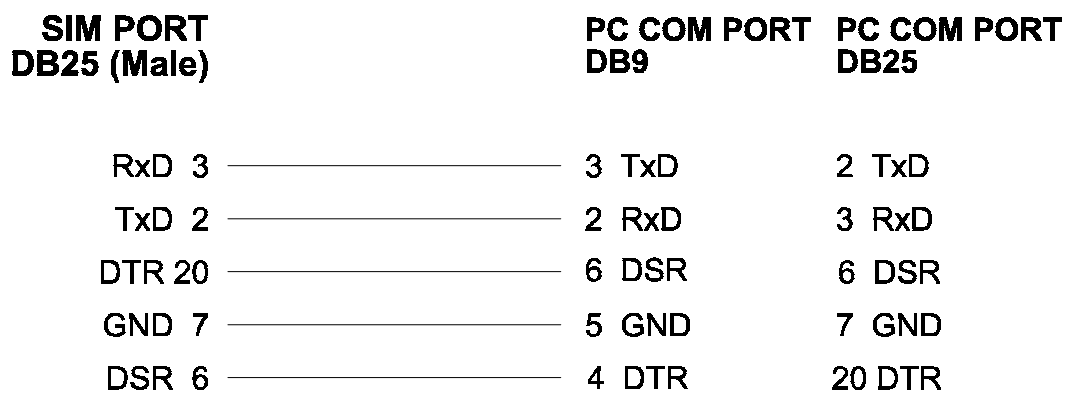 SIM PORT PC COM PORT PC COM PORT
DB25 (Male) DB9 DB25
RxD 3 3 TxD 2 TxD
TxD 2 2 RxD 3 RxD
DTR 20 6 DSR 6 DSR
GND 7 5 GND 7 GND
DSR 6 4 DTR 20 DTR